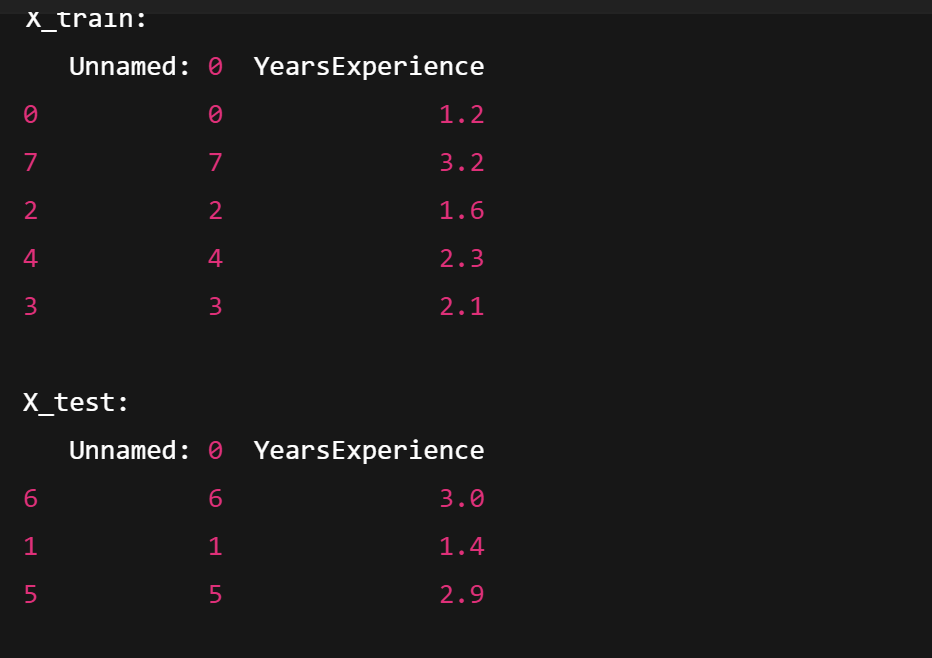 X_train:
Unnamed: 0 YearsExperience
0 0 1.2
7 7 3.2
2 2 1.6
4 4 2.3
3 3 2.1
X_test:
Unnamed: 0 YearsExperience
6 6 3.0
1 1 1.4
5 5 2.9